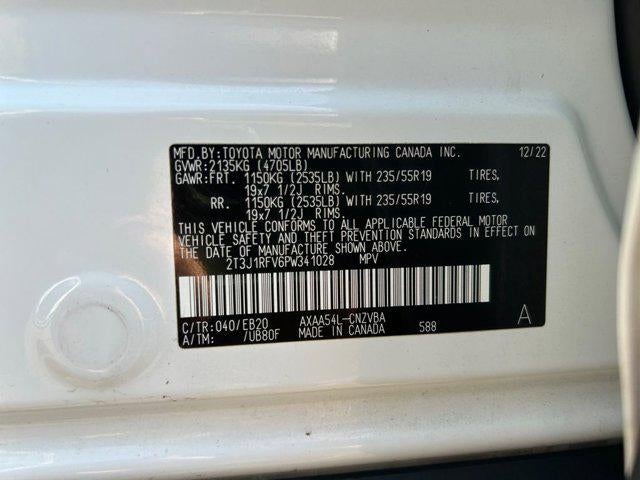 MFD.BY:TOYOTA MOTOR MANUFACTURING CANADA INC. 12/22
GVWR:2135KG (4705LB)
GAWR:FRT. 1150KG (2535LB) WITH 235/55R19 TIRES,
19x7 1/2J RIMS.
RR. 1150KG (2535LB) WITH 235/55R19 TIRES,
19x7 1/2J RIMS.
THIS VEHICLE CONFORMS TO ALL APPLICABLE FEDERAL MOTOR
VEHICLE SAFETY AND THEFT PREVENTION STANDARDS IN EFFECT ON
THE DATE OF MANUFACTURE SHOWN ABOVE.
2T3J1RFV6PW341028 MPV
C/TR:040/EB20 AXAA54L-CNZVBA
A/TM: /UB80F MADE IN CANADA 588 A